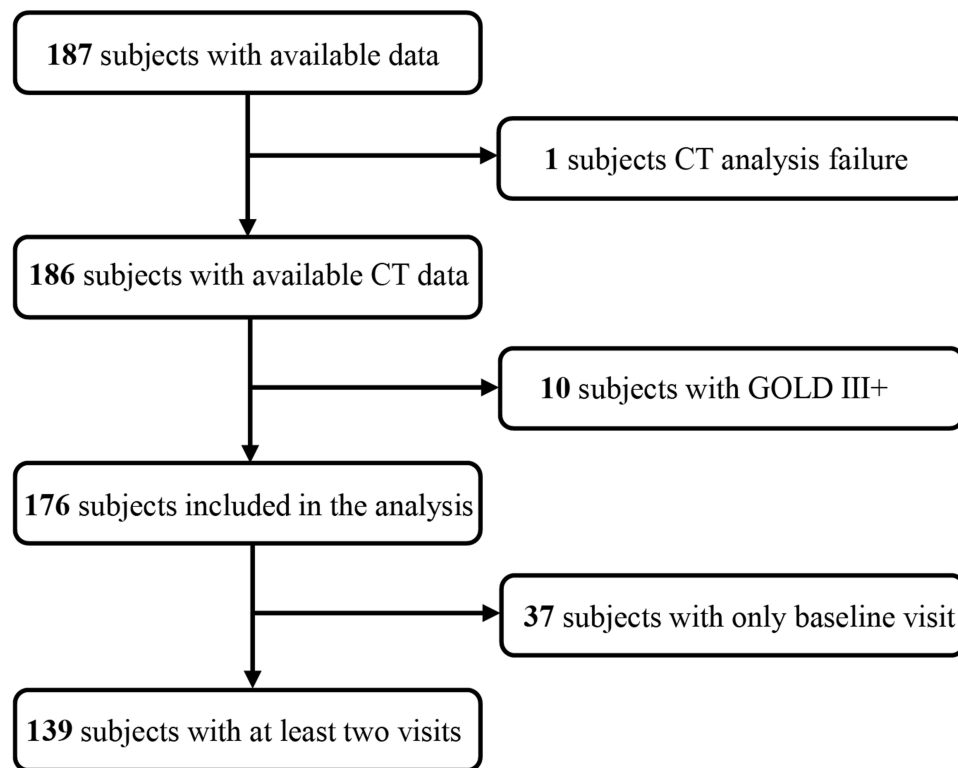 187 subjects with available data
1 subjects CT analysis failure
186 subjects with available CT data
10 subjects with GOLD III+
176 subjects included in the analysis
37 subjects with only baseline visit
139 subjects with at least two visits